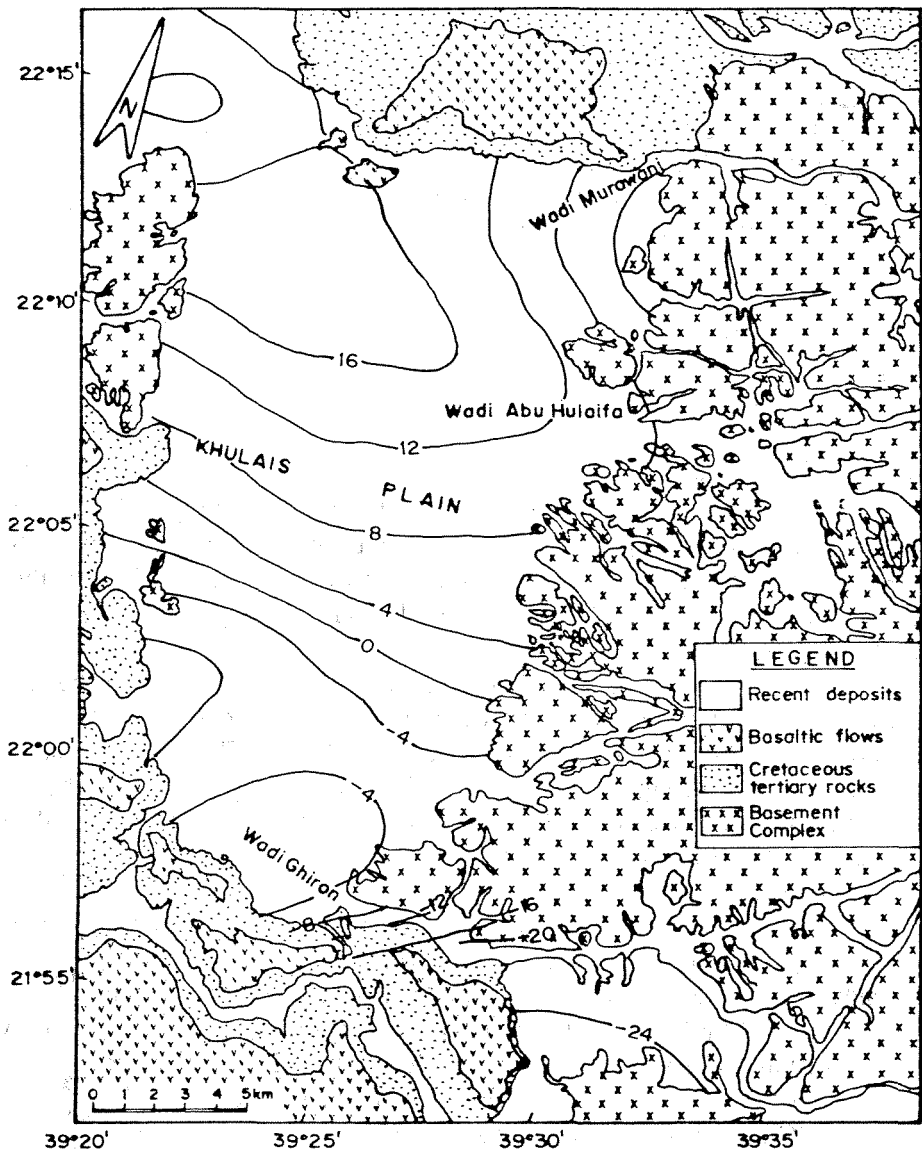 22°15'
N
Wadi Murawani
22°10'
16
Wadi Abu Hulaifa
12
KHULAIS
PLAIN
22°05'
8
4
0
LEGEND
Recent deposits
22°00'
-4
Basaltic flows
Cretaceous
tertiary rocks
4
Basement
Complex
Wadi Ghiran
12
16
8
20
21°55'
24
0 1 2 3 4 5km
39°20'
39°25'
39°30'
39°35'